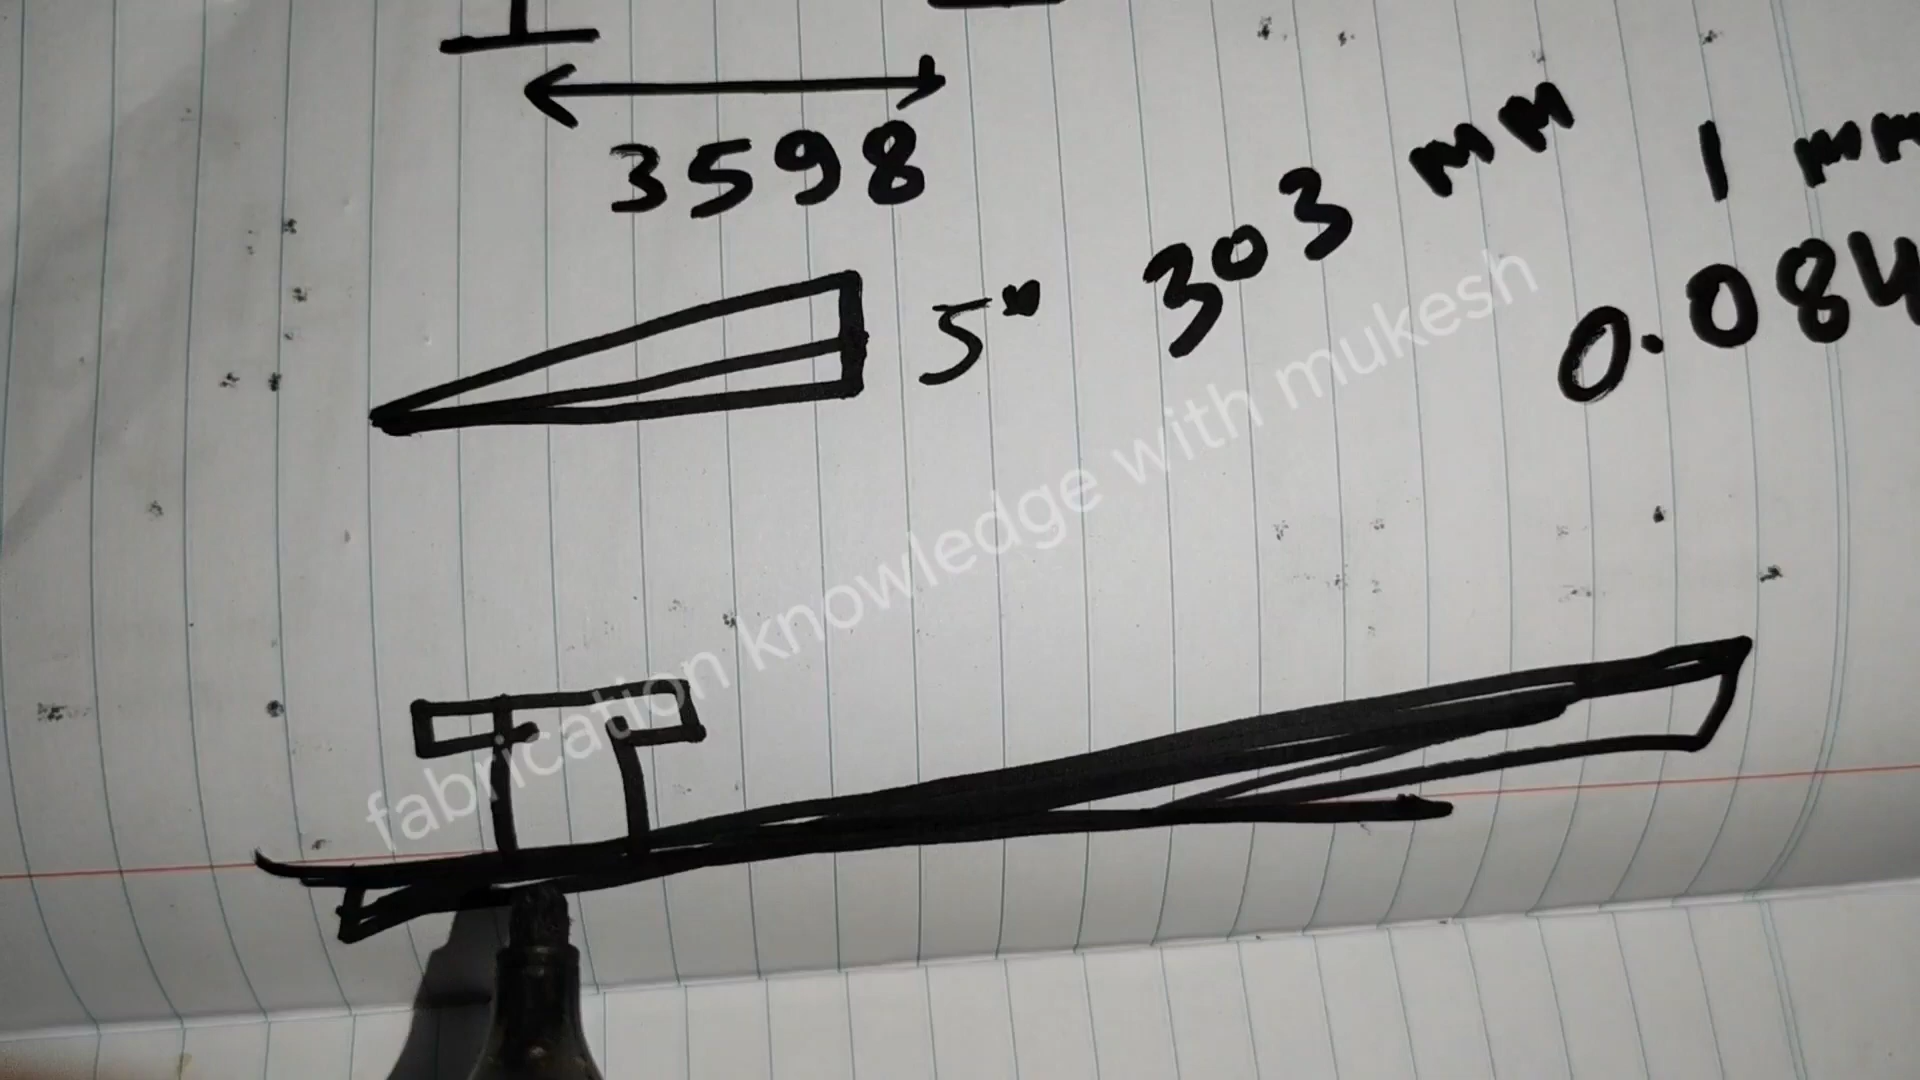 3598
5" 303 mm 1 mm
0.084
fabrication knowledge with mukesh